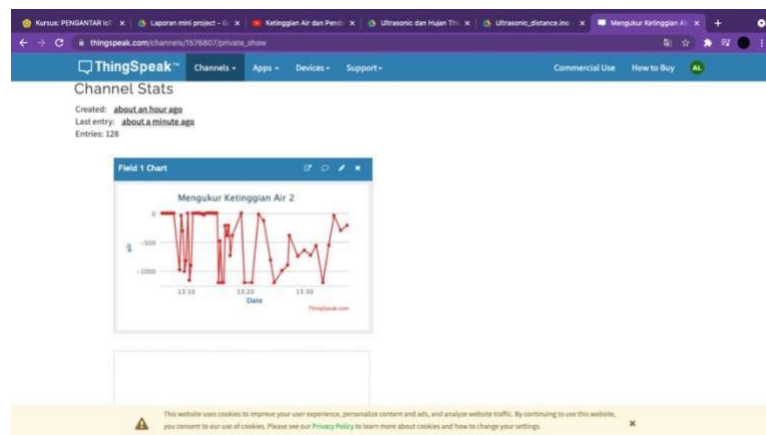 Kursus: PENGANTAR Io
Laporan mini project - G
Ketinggian Air dan Pend
Ultrasonic dan Hujan Th
Ultrasonic_distance.ino
Mengukur Ketinggian Ai
thingspeak.com/channels/1576807/private_show
ThingSpeak™ Channels Apps Devices Support Commercial Use How to Buy AL
Channel Stats
Created: about an hour ago
Last entry: about a minute ago
Entries: 128
Field 1 Chart
Mengukur Ketinggian Air 2
0
-500
-1000
air
13:10 13:20 13:30
Date
ThingSpeak.com
This website uses cookies to improve your user experience, personalize content and ads, and analyze website traffic. By continuing to use this website,
you consent to our use of cookies. Please see our Privacy Policy to learn more about cookies and how to change your settings.